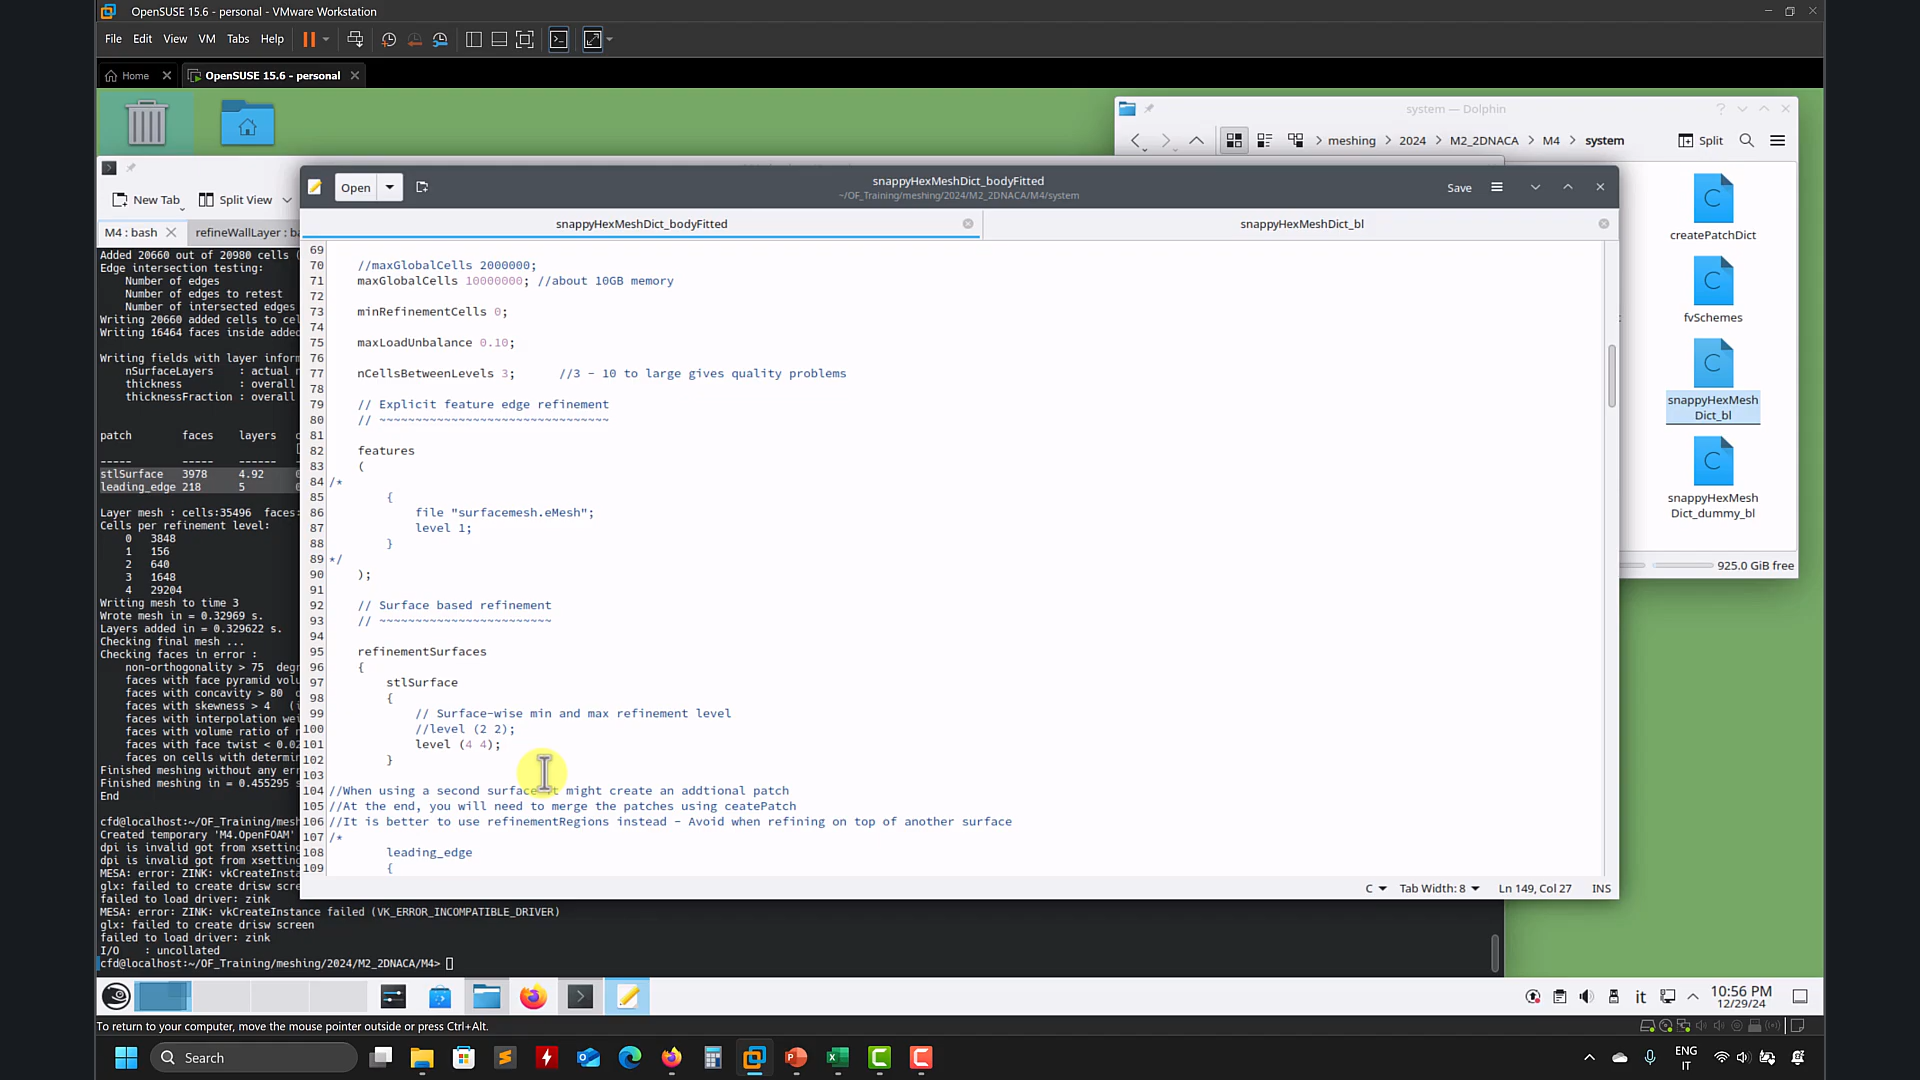 OpenSUSE 15.6 - personal - VMware Workstation
File Edit View VM Tabs Help
Home
OpenSUSE 15.6 - personal
system — Dolphin
meshing 2024 M2_2DNACA M4 system
Split
New Tab
Split View
M4 : bash
refineWallLayer : ba
Added 20660 out of 20980 cells (
Edge intersection testing:
Number of edges
Number of edges to retest
Number of intersected edges
Writing 20660 added cells to cel
Writing 16464 faces inside added
Writing fields with layer inform
nSurfaceLayers : actual n
thickness : overall
thicknessFraction : overall
patch faces layers
----- ----- ------
stlSurface 3978 4.92
leading_edge 218 5
Layer mesh : cells:35496 faces:
Cells per refinement level:
0 3848
1 156
2 640
3 1648
4 29204
Writing mesh to time 3
Wrote mesh in = 0.32969 s.
Layers added in = 0.329622 s.
Checking final mesh ...
Checking faces in error :
non-orthogonality > 75 degr
faces with face pyramid volu
faces with concavity > 80 d
faces with skewness > 4 (i
faces with interpolation wei
faces with volume ratio of n
faces with face twist < 0.02
faces on cells with determin
Finished meshing without any err
Finished meshing in = 0.455295 s.
End
cfd@localhost:~/OF_Training/mesh
Created temporary 'M4.OpenFOAM'
dpi is invalid got from xsetting
dpi is invalid got from xsetting
MESA: error: ZINK: vkCreateInsta
glx: failed to create drisw scre
failed to load driver: zink
MESA: error: ZINK: vkCreateInstance failed (VK_ERROR_INCOMPATIBLE_DRIVER)
glx: failed to create drisw screen
failed to load driver: zink
I/O : uncollated
cfd@localhost:~/OF_Training/meshing/2024/M2_2DNACA/M4>
Open
snappyHexMeshDict_bodyFitted
~/OF_Training/meshing/2024/M2_2DNACA/M4/system
Save
snappyHexMeshDict_bodyFitted
snappyHexMeshDict_bl
69
70 //maxGlobalCells 2000000;
71 maxGlobalCells 10000000; //about 10GB memory
72
73 minRefinementCells 0;
74
75 maxLoadUnbalance 0.10;
76
77 nCellsBetweenLevels 3; //3 - 10 to large gives quality problems
78
79 // Explicit feature edge refinement
80 // ~~~~~~~~~~~~~~~~~~~~~~~~~~~~~~~~
81
82 features
83 (
84 /*
85 {
86 file "surfacemesh.eMesh";
87 level 1;
88 }
89 */
90 );
91
92 // Surface based refinement
93 // ~~~~~~~~~~~~~~~~~~~~~~~~
94
95 refinementSurfaces
96 {
97 stlSurface
98 {
99 // Surface-wise min and max refinement level
100 //level (2 2);
101 level (4 4);
102 }
103
104 //When using a second surface it might create an addtional patch
105 //At the end, you will need to merge the patches using ceatePatch
106 //It is better to use refinementRegions instead - Avoid when refining on top of another surface
107 /*
108 leading_edge
109 {
C
Tab Width: 8
Ln 149, Col 27
INS
createPatchDict
fvSchemes
snappyHexMesh
Dict_bl
snappyHexMesh
Dict_dummy_bl
925.0 GiB free
it
10:56 PM
12/29/24
To return to your computer, move the mouse pointer outside or press Ctrl+Alt.
Search
ENG
IT